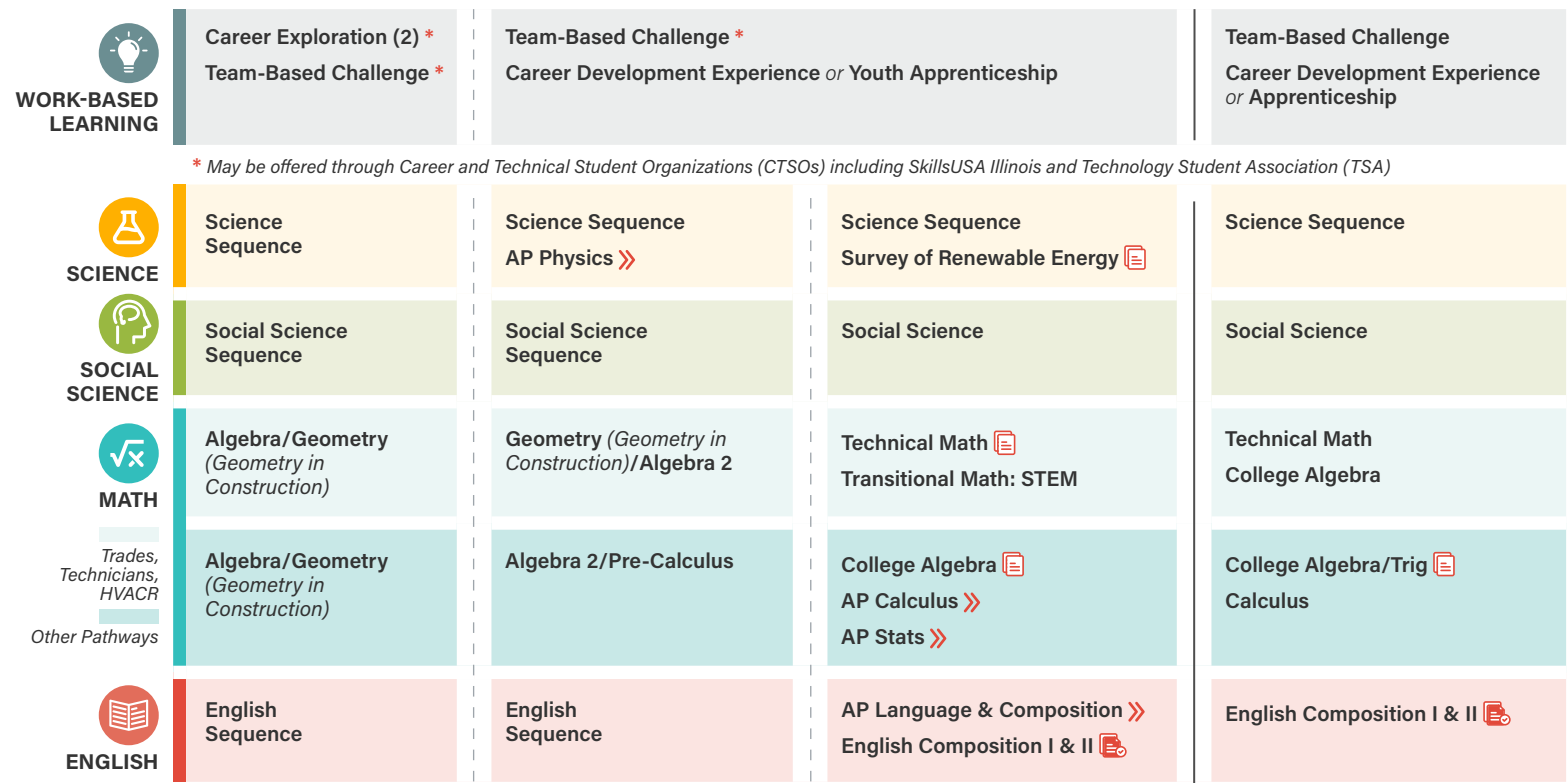 WORK-BASED
LEARNING
Career Exploration (2) *
Team-Based Challenge *
Team-Based Challenge *
Career Development Experience or Youth Apprenticeship
Team-Based Challenge
Career Development Experience
or Apprenticeship
* May be offered through Career and Technical Student Organizations (CTSOs) including SkillsUSA Illinois and Technology Student Association (TSA)
SCIENCE
Science
Sequence
Science Sequence
AP Physics
Science Sequence
Survey of Renewable Energy
Science Sequence
SOCIAL
SCIENCE
Social Science
Sequence
Social Science
Sequence
Social Science
Social Science
√x
MATH
Algebra/Geometry
(Geometry in
Construction)
Geometry (Geometry in
Construction)/Algebra 2
Technical Math
Transitional Math: STEM
Technical Math
College Algebra
Trades,
Technicians,
HVACR
Other Pathways
Algebra/Geometry
(Geometry in
Construction)
Algebra 2/Pre-Calculus
College Algebra
AP Calculus
AP Stats
College Algebra/Trig
Calculus
ENGLISH
English
Sequence
English
Sequence
AP Language & Composition
English Composition I & II
English Composition I & II